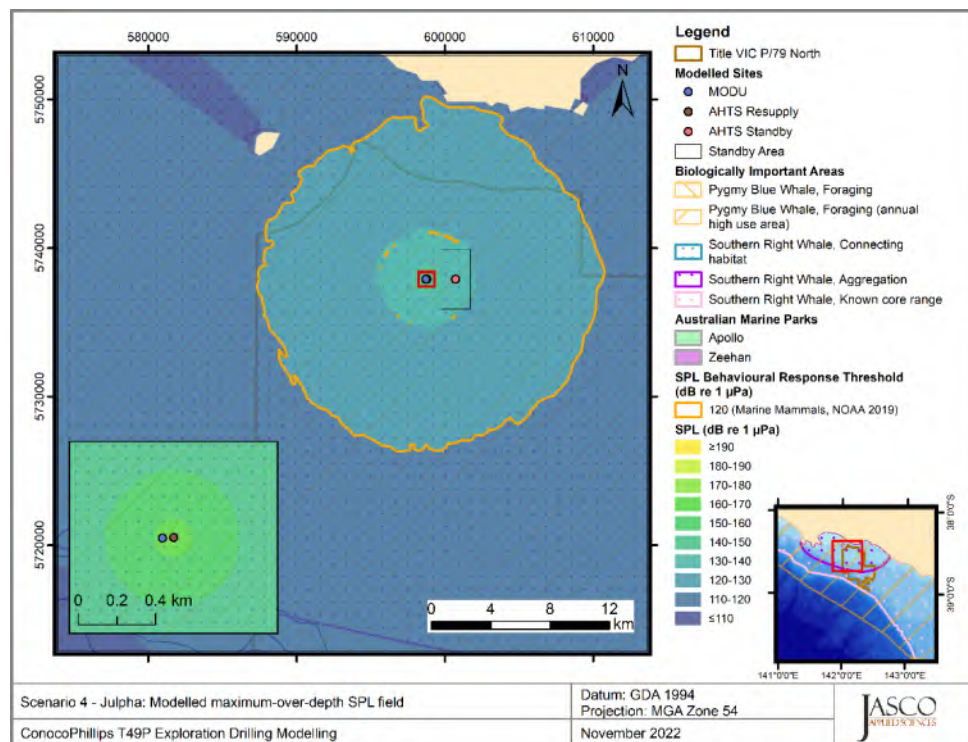 580000
590000
600000
610000
5750000
5740000
5730000
5720000
N
0 0.2 0.4 km
0 4 8 12
km
Legend
Title VIC P/79 North
Modelled Sites
MODU
AHTS Resupply
AHTS Standby
Standby Area
Biologically Important Areas
Pygmy Blue Whale, Foraging
Pygmy Blue Whale, Foraging (annual
high use area)
Southern Right Whale, Connecting
habitat
Southern Right Whale, Aggregation
Southern Right Whale, Known core range
Australian Marine Parks
Apollo
Zeehan
SPL Behavioural Response Threshold
(dB re 1 µPa)
120 (Marine Mammals, NOAA 2019)
SPL (dB re 1 µPa)
≥190
180-190
170-180
160-170
150-160
140-150
130-140
120-130
110-120
≤110
38°0'S
39°0'S
141°0'E
142°0'E
143°0'E
Scenario 4 - Julpha: Modelled maximum-over-depth SPL field
ConocoPhillips T49P Exploration Drilling Modelling
Datum: GDA 1994
Projection: MGA Zone 54
November 2022
JASCO
APPLIED SCIENCES